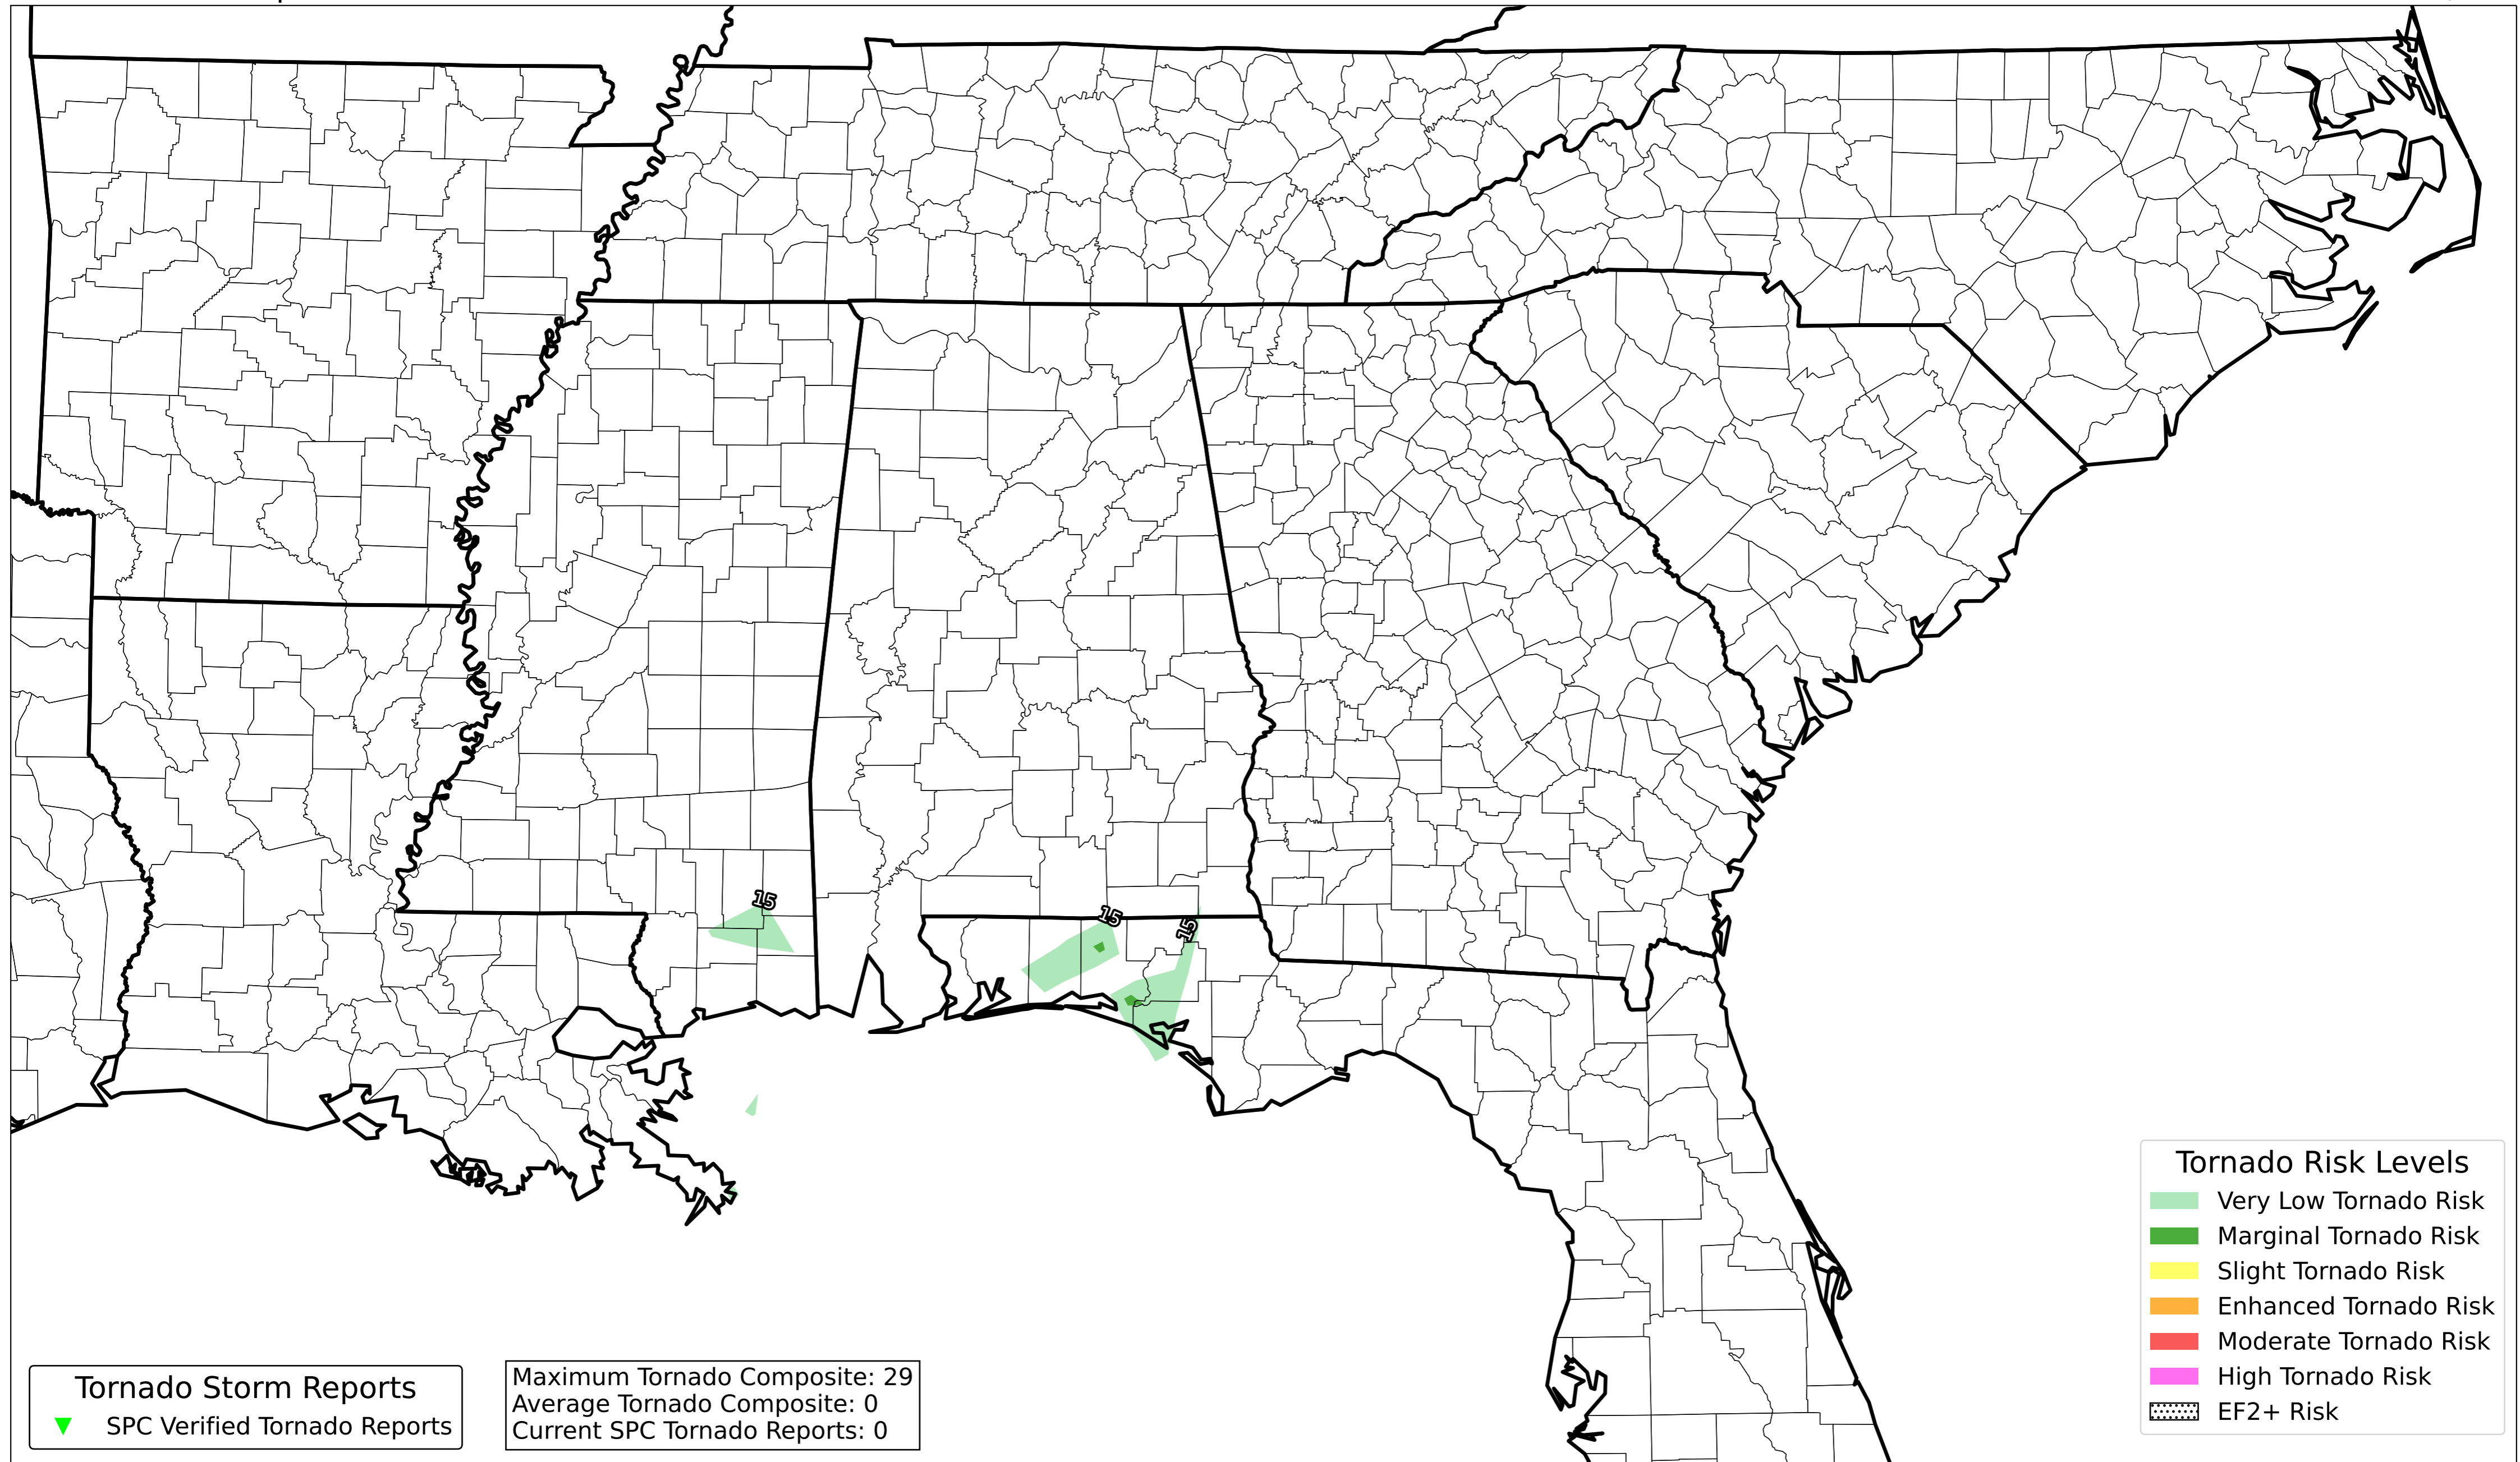 15
15
15
Tornado Risk Levels
Very Low Tornado Risk
Marginal Tornado Risk
Slight Tornado Risk
Enhanced Tornado Risk
Moderate Tornado Risk
High Tornado Risk
EF2+ Risk
Tornado Storm Reports
SPC Verified Tornado Reports
Maximum Tornado Composite: 29
Average Tornado Composite: 0
Current SPC Tornado Reports: 0